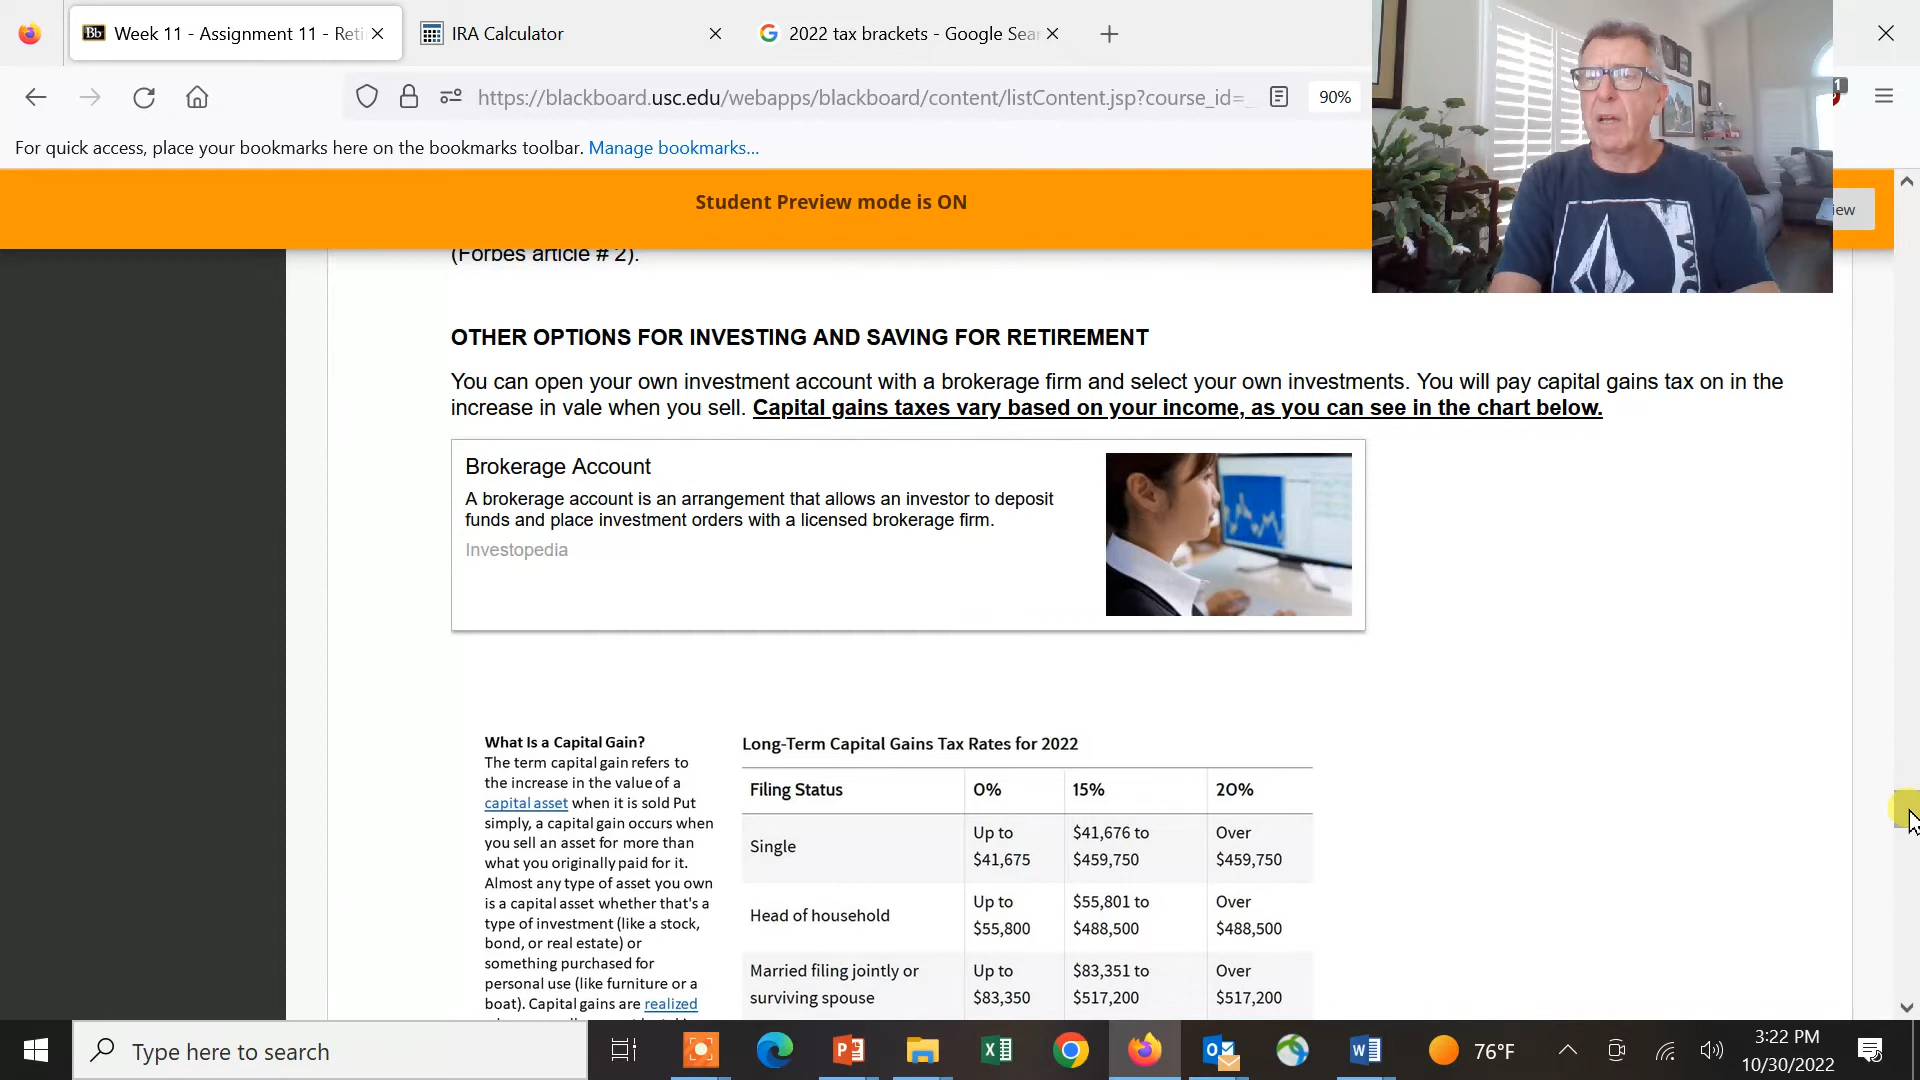 Bb Week 11 - Assignment 11 - Reti
IRA Calculator
2022 tax brackets - Google Sea
https://blackboard.usc.edu/webapps/blackboard/content/listContent.jsp?course_id=_
90%
1
For quick access, place your bookmarks here on the bookmarks toolbar. Manage bookmarks...
Student Preview mode is ON
iew
(Forbes article # 2).
OTHER OPTIONS FOR INVESTING AND SAVING FOR RETIREMENT
You can open your own investment account with a brokerage firm and select your own investments. You will pay capital gains tax on in the
increase in vale when you sell. Capital gains taxes vary based on your income, as you can see in the chart below.
Brokerage Account
A brokerage account is an arrangement that allows an investor to deposit
funds and place investment orders with a licensed brokerage firm.
Investopedia
What Is a Capital Gain?
The term capital gain refers to
the increase in the value of a
capital asset when it is sold Put
simply, a capital gain occurs when
you sell an asset for more than
what you originally paid for it.
Almost any type of asset you own
is a capital asset whether that's a
type of investment (like a stock,
bond, or real estate) or
something purchased for
personal use (like furniture or a
boat). Capital gains are realized
Long-Term Capital Gains Tax Rates for 2022
Filing Status 0% 15% 20%
Single Up to $41,675 $41,676 to $459,750 Over $459,750
Head of household Up to $55,800 $55,801 to $488,500 Over $488,500
Married filing jointly or surviving spouse Up to $83,350 $83,351 to $517,200 Over $517,200
Type here to search
76°F
3:22 PM
10/30/2022